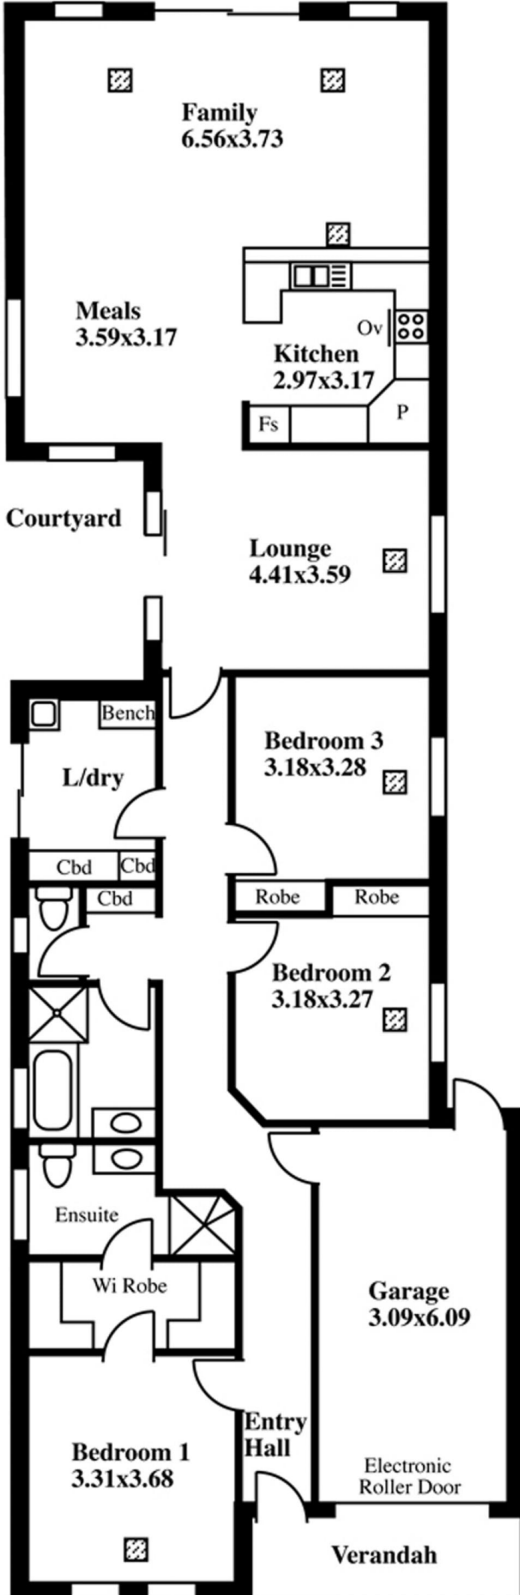 Family
6.56x3.73
Meals
3.59x3.17
Ov
Kitchen
2.97x3.17
Fs
P
Courtyard
Lounge
4.41x3.59
Bench
Bedroom 3
3.18x3.28
L/dry
Cbd
Cbd
Cbd
Robe
Robe
Bedroom 2
3.18x3.27
Ensuite
Wi Robe
Garage
3.09x6.09
Entry
Hall
Bedroom 1
3.31x3.68
Electronic
Roller Door
Verandah